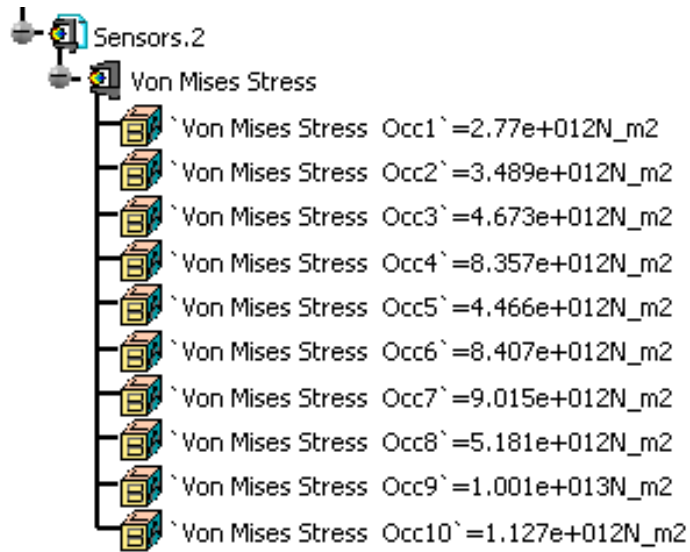 Sensors.2
Von Mises Stress
`Von Mises Stress  Occ1`=2.77e+012N_m2
`Von Mises Stress  Occ2`=3.489e+012N_m2
`Von Mises Stress  Occ3`=4.673e+012N_m2
`Von Mises Stress  Occ4`=8.357e+012N_m2
`Von Mises Stress  Occ5`=4.466e+012N_m2
`Von Mises Stress  Occ6`=8.407e+012N_m2
`Von Mises Stress  Occ7`=9.015e+012N_m2
`Von Mises Stress  Occ8`=5.181e+012N_m2
`Von Mises Stress  Occ9`=1.001e+013N_m2
`Von Mises Stress  Occ10`=1.127e+012N_m2